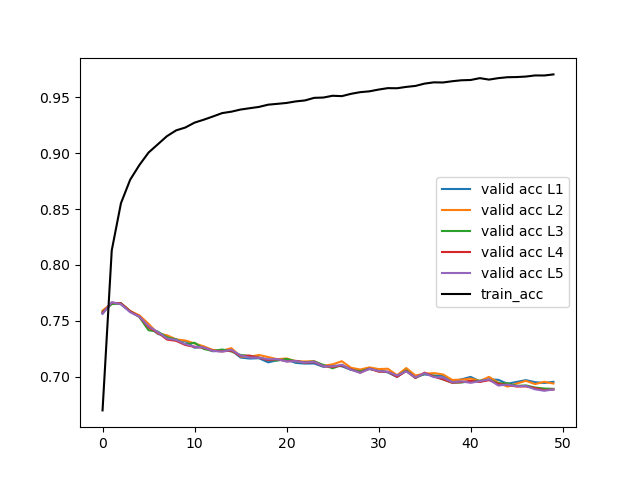 0.95
0.90
0.85
0.80
0.75
0.70
0 10 20 30 40 50
valid acc L1
valid acc L2
valid acc L3
valid acc L4
valid acc L5
train_acc